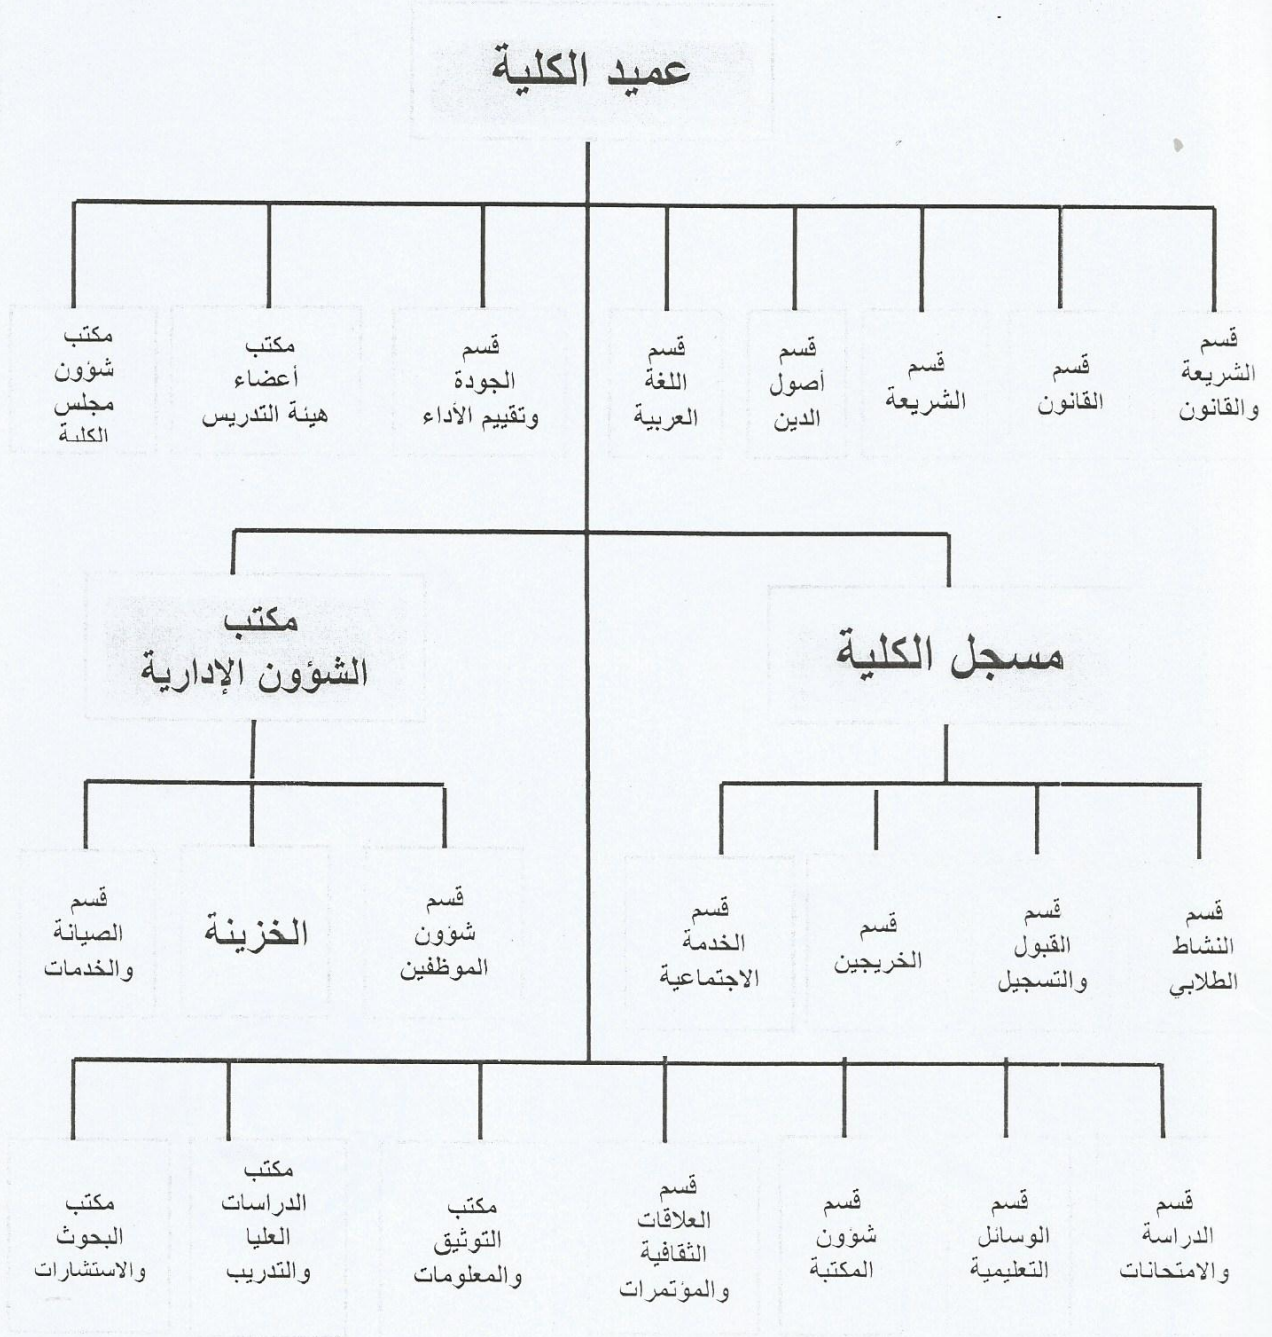 عميد الكلية
قسم
الشريعة
والقانون
قسم
القانون
قسم
الشريعة
قسم
أصول
الدين
قسم
اللغة
العربية
قسم
الجودة
وتقييم الأداء
مكتب
أعضاء
هيئة التدريس
مكتب
شؤون
مجلس
الكلية
مسجل الكلية
مكتب
الشؤون الإدارية
قسم
النشاط
الطلابي
قسم
القبول
والتسجيل
قسم
الخريجين
قسم
الخدمة
الاجتماعية
قسم
شؤون
الموظفين
الخزينة
قسم
الصيانة
والخدمات
قسم
الدراسة
والامتحانات
قسم
الوسائل
التعليمية
قسم
شؤون
المكتبة
قسم
العلاقات
الثقافية
والمؤتمرات
مكتب
التوثيق
والمعلومات
مكتب
الدراسات
العليا
والتدريب
مكتب
البحوث
والاستشارات